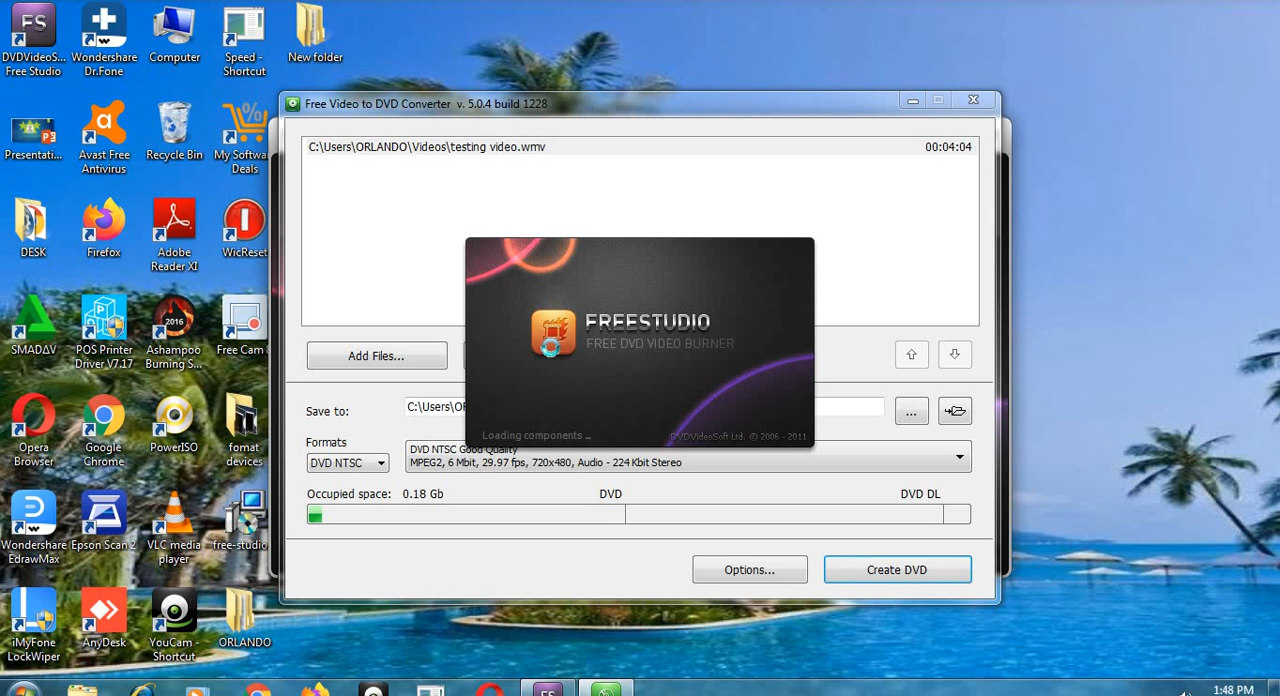 DVDVideoS...
Free Studio
Wondershare
Dr.Fone
Computer
Speed -
Shortcut
New folder
Presentati...
Avast Free
Antivirus
Recycle Bin
My Softwa
Deals
DESK
Firefox
Adobe
Reader XI
WicReset
SMADΔV
POS Printer
Driver V7.17
2016
Ashampoo
Burning S...
Free Cam 8
Opera
Browser
Google
Chrome
PowerISO
fomat
devices
Wondershare
EdrawMax
Epson Scan 2
VLC media
player
free-studio
iMyFone
LockWiper
AnyDesk
YouCam -
Shortcut
ORLANDO
Free Video to DVD Converter v. 5.0.4 build 1228
C:\Users\ORLANDO\Videos\testing video.wmv 00:04:04
FREESTUDIO
FREE DVD VIDEO BURNER
Loading components ...
DVDVideoSoft Ltd. © 2006 - 2011
Add Files...
Save to:
C:\Users\OR
...
Formats
DVD NTSC
DVD NTSC Good Quality
MPEG2, 6 Mbit, 29.97 fps, 720x480, Audio - 224 Kbit Stereo
Occupied space: 0.18 Gb DVD DVD DL
Options...
Create DVD
FS
1:48 PM